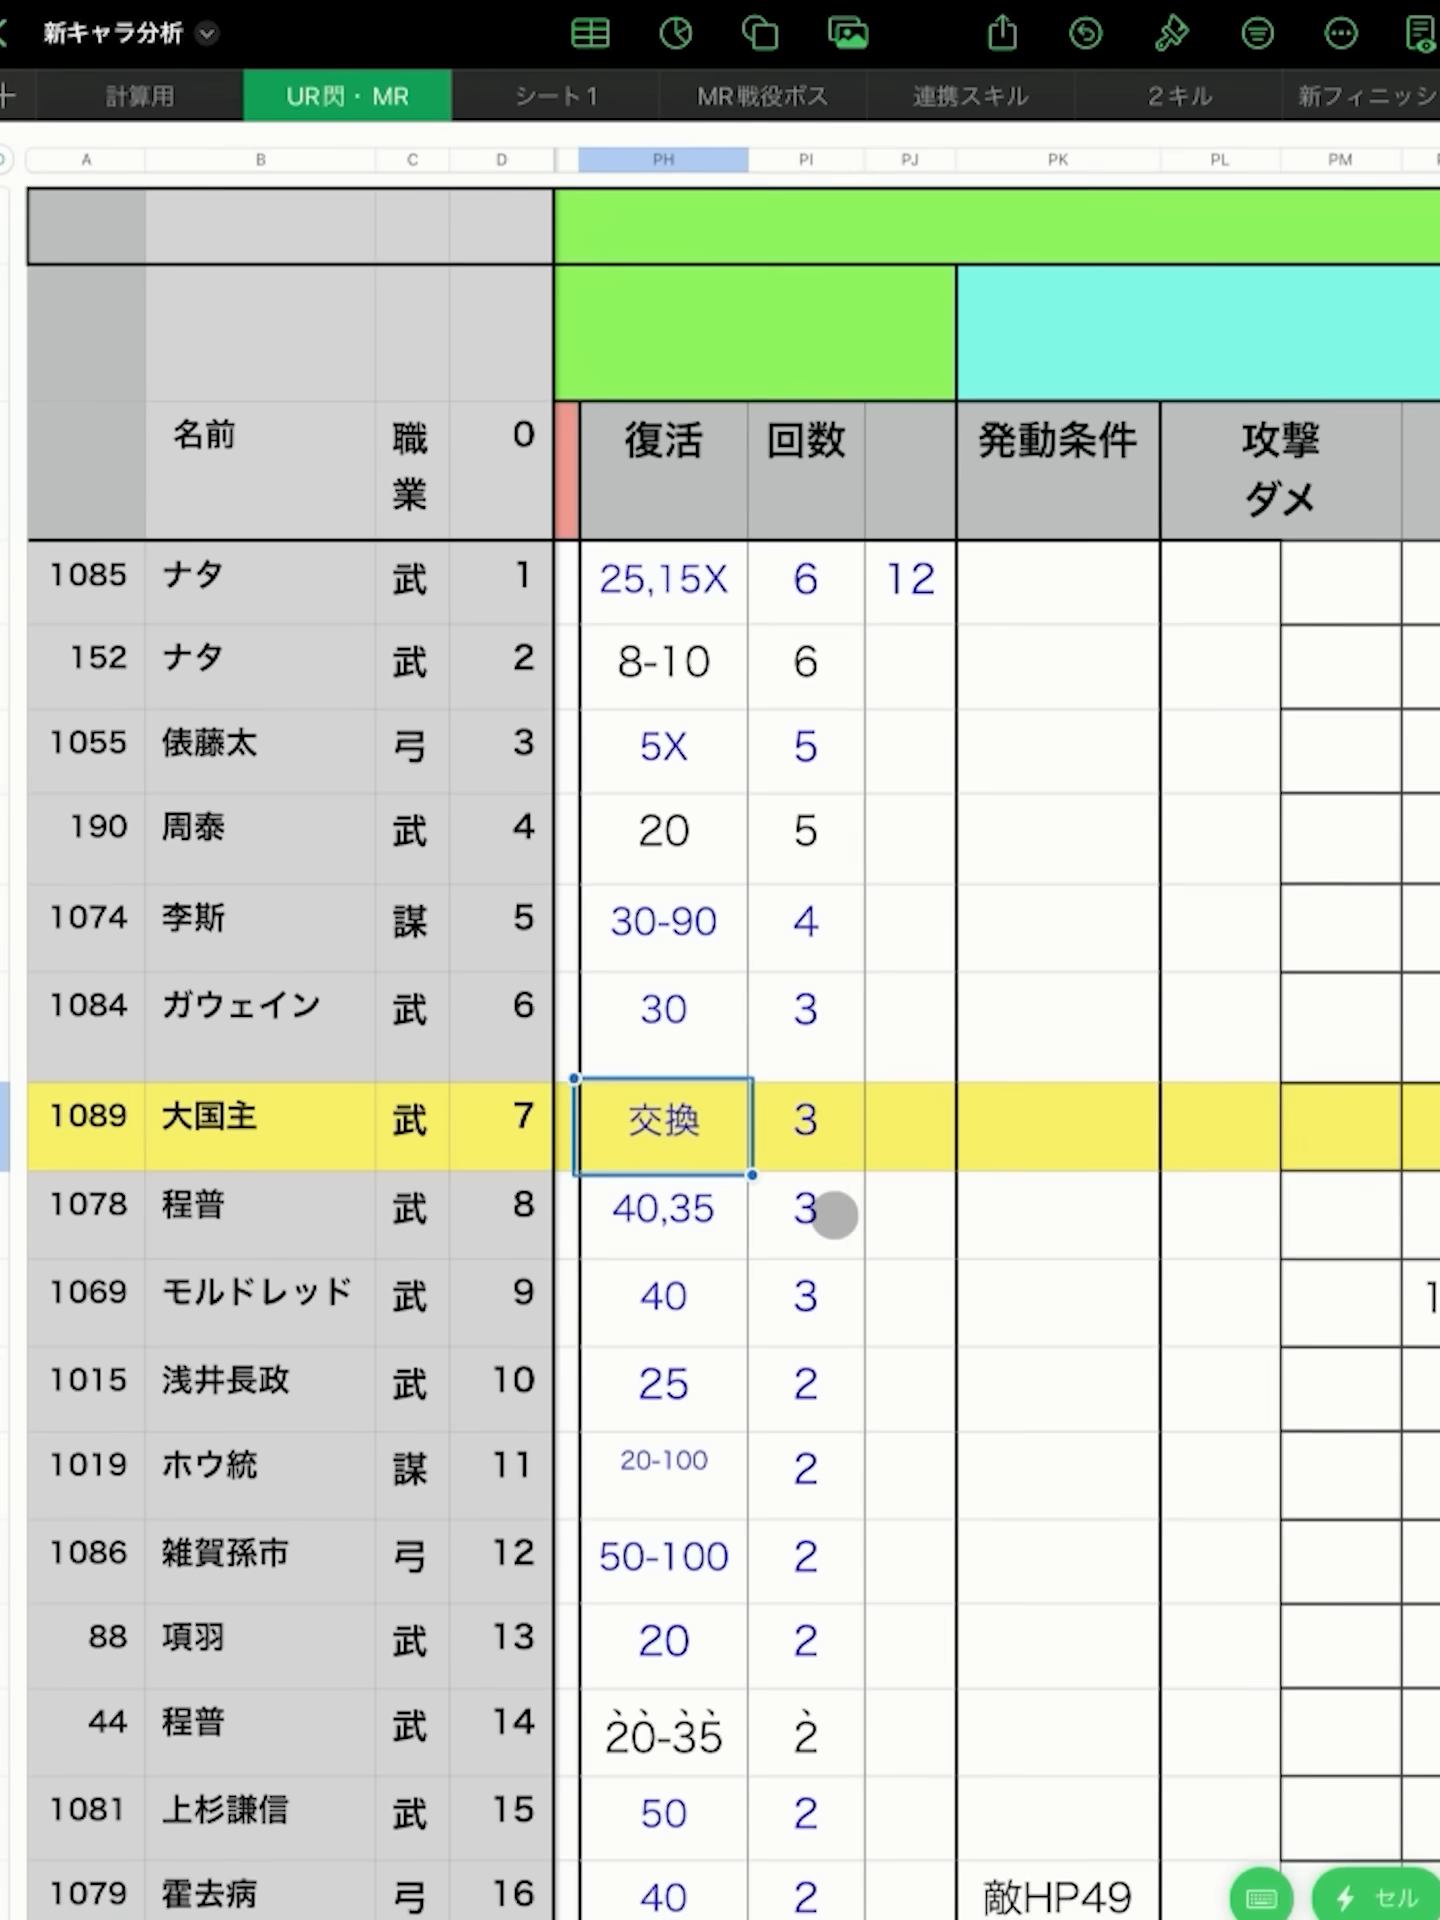 新キャラ分析
計算用 UR閃・MR シート1 MR戦役ボス 連携スキル 2キル 新フィニッシ
A B C D PH PI PJ PK PL PM
名前 職業 0 復活 回数 発動条件 攻撃ダメ
1085 ナタ 武 1 25,15X 6 12
152 ナタ 武 2 8-10 6
1055 俵藤太 弓 3 5X 5
190 周泰 武 4 20 5
1074 李斯 謀 5 30-90 4
1084 ガウェイン 武 6 30 3
1089 大国主 武 7 交換 3
1078 程普 武 8 40,35 3
1069 モルドレッド 武 9 40 3 1
1015 浅井長政 武 10 25 2
1019 ホウ統 謀 11 20-100 2
1086 雑賀孫市 弓 12 50-100 2
88 項羽 武 13 20 2
44 程普 武 14 20-35 2
1081 上杉謙信 武 15 50 2
1079 霍去病 弓 16 40 2 敵HP49
セル